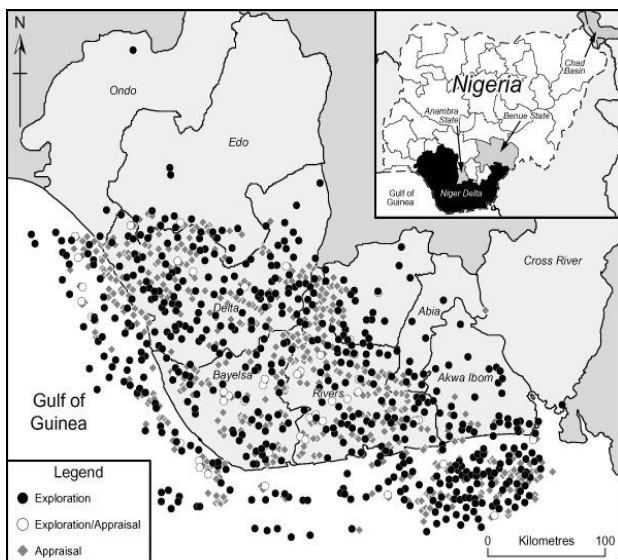 N
Ondo
Edo
Delta
Bayelsa
Rivers
Abia
Akwa Ibom
Cross River
Gulf of
Guinea
Nigeria
Chad
Basin
Anambra
State
Benue State
Gulf of
Guinea
Niger Delta
Legend
Exploration
Exploration/Appraisal
Appraisal
0 Kilometres 100